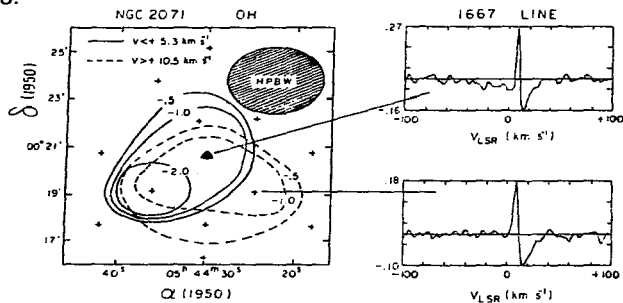 NGC 2071 OH
V<+ 5.3 km s⁻¹
V>+ 10.5 km s⁻¹
HPBW
-.5
-1.0
-2.0
-.5
-1.0
δ (1950)
25'
23'
00° 21'
19'
17'
40ˢ 05ʰ 44ᵐ 30ˢ 20ˢ
α (1950)
1667 LINE
.27
-.16
-100 0 +100
V_LSR (km s⁻¹)
.18
-.10
-100 0 +100
V_LSR (km s⁻¹)